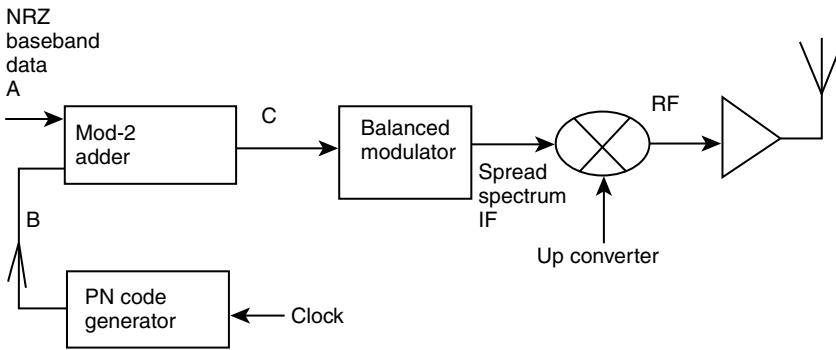 NRZ
baseband
data
A
Mod-2
adder
C
Balanced
modulator
Spread
spectrum
IF
RF
Up converter
B
PN code
generator
Clock